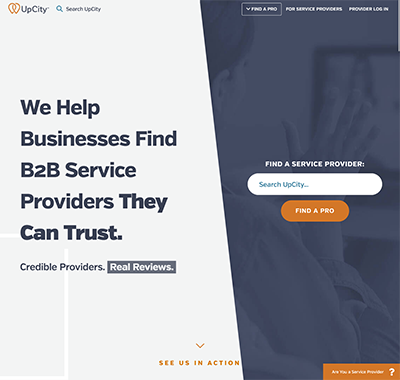 UpCity™
Search UpCity
FIND A PRO
FOR SERVICE PROVIDERS
PROVIDER LOG IN
We Help
Businesses Find
B2B Service
Providers They
Can Trust.
Credible Providers. Real Reviews.
FIND A SERVICE PROVIDER:
Search UpCity...
FIND A PRO
SEE US IN ACTION
Are You a Service Provider ?